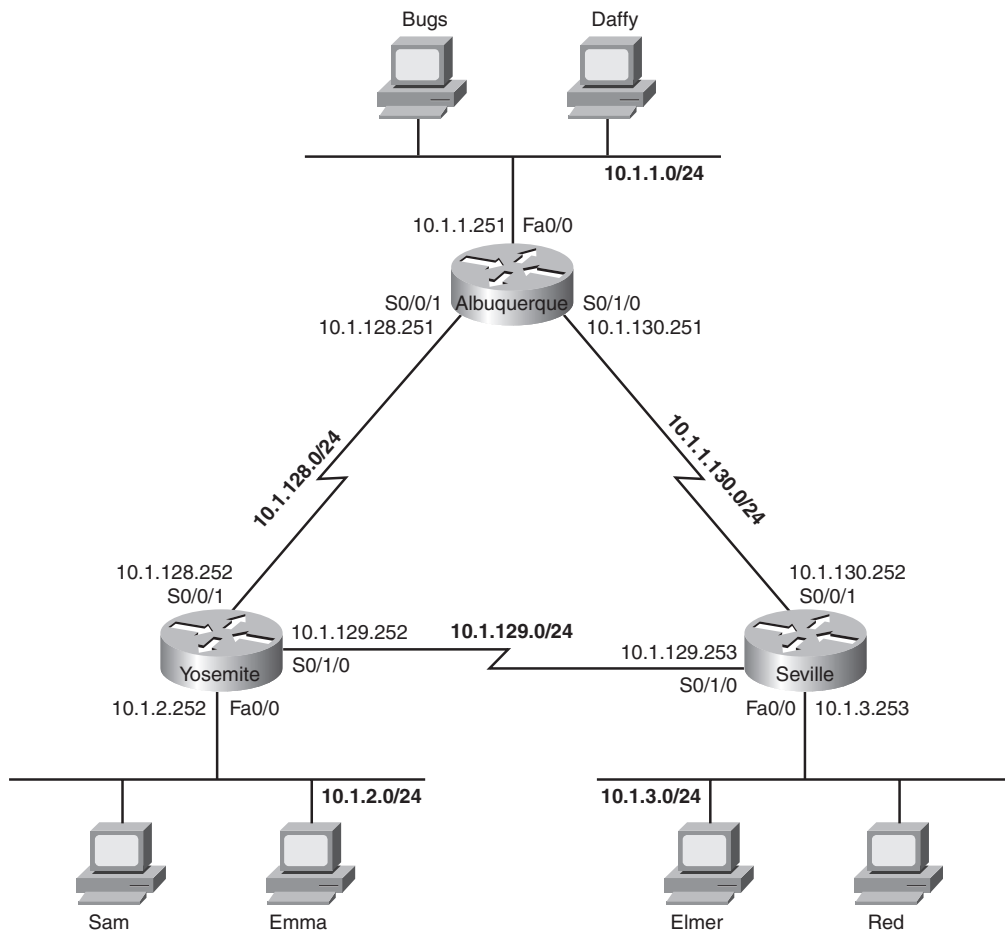 Bugs
Daffy
10.1.1.0/24
10.1.1.251 Fa0/0
S0/0/1 Albuquerque S0/1/0
10.1.128.251
10.1.130.251
10.1.128.0/24
10.1.1.130.0/24
10.1.128.252
S0/0/1
10.1.130.252
S0/0/1
10.1.129.252
S0/1/0
10.1.129.0/24
10.1.129.253
S0/1/0
Yosemite
Seville
10.1.2.252 Fa0/0
Fa0/0 10.1.3.253
10.1.2.0/24
10.1.3.0/24
Sam
Emma
Elmer
Red